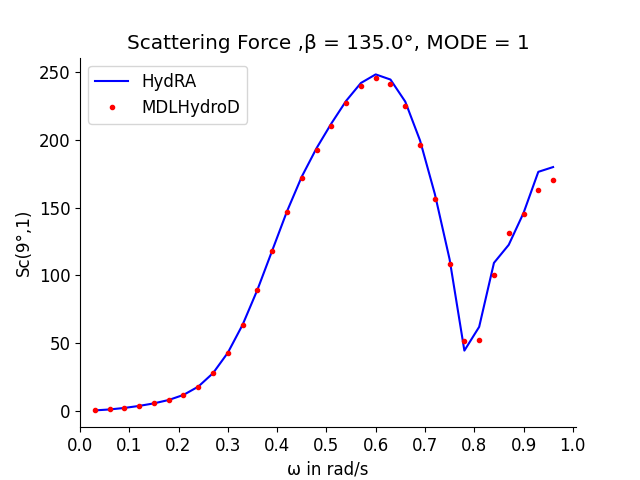 Scattering Force ,β = 135.0°, MODE = 1
HydRA
MDLHydroD
250
200
150
100
50
0
Sc(9°,1)
0.0 0.1 0.2 0.3 0.4 0.5 0.6 0.7 0.8 0.9 1.0
ω in rad/s